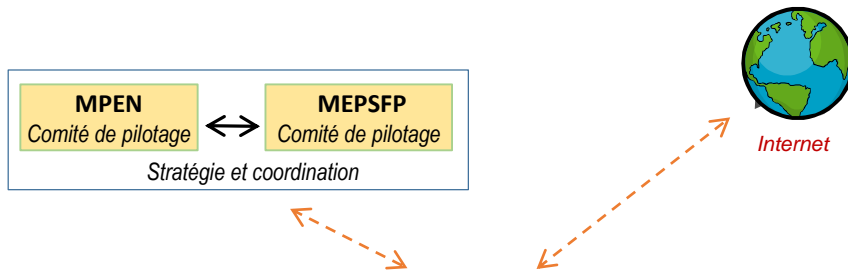 MPEN
Comité de pilotage
MEPSFP
Comité de pilotage
Stratégie et coordination
Internet